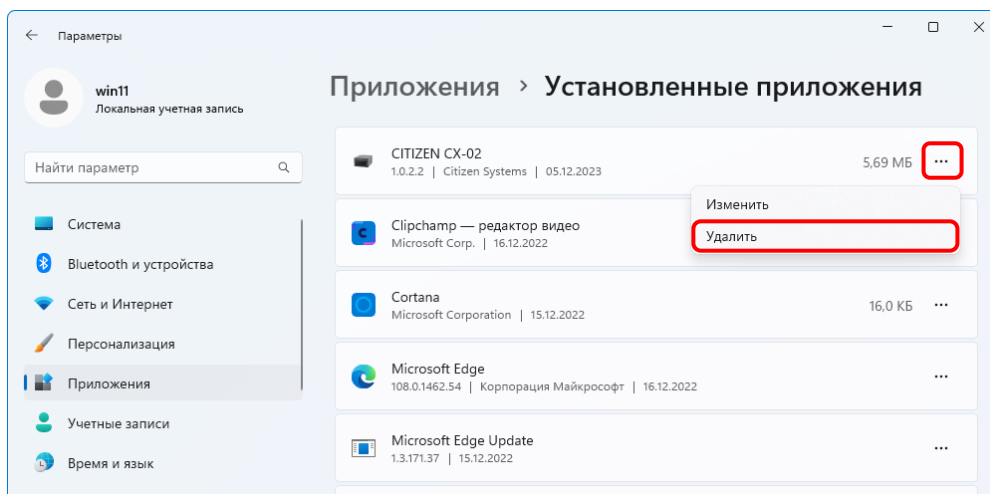 Параметры
win11
Локальная учетная запись
Найти параметр
Система
Bluetooth и устройства
Сеть и Интернет
Персонализация
Приложения
Учетные записи
Время и язык
Приложения > Установленные приложения
CITIZEN CX-02
1.0.2.2 | Citizen Systems | 05.12.2023
5,69 МБ
Изменить
Удалить
Clipchamp — редактор видео
Microsoft Corp. | 16.12.2022
Cortana
Microsoft Corporation | 15.12.2022
16,0 КБ
Microsoft Edge
108.0.1462.54 | Корпорация Майкрософт | 16.12.2022
Microsoft Edge Update
1.3.171.37 | 15.12.2022